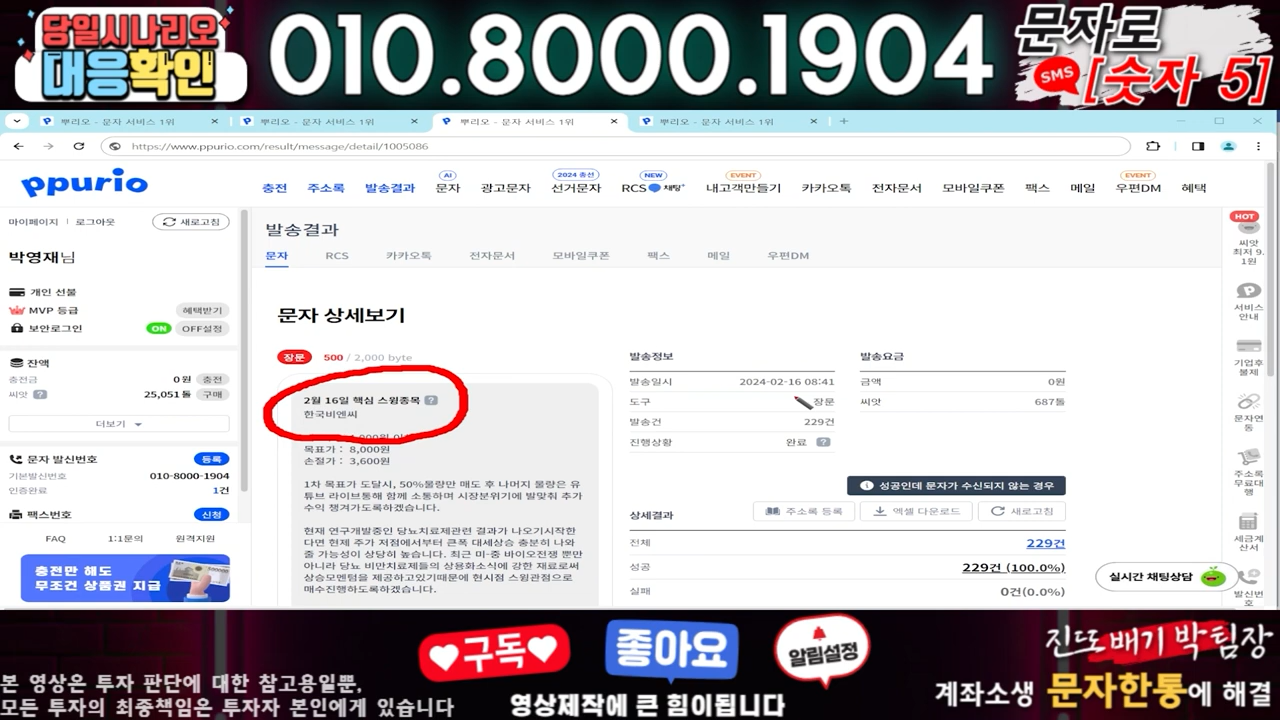 당일시나리오
대응확인
010.8000.1904
문자로
SMS [숫자 5]
뿌리오 - 문자 서비스 1위
뿌리오 - 문자 서비스 1위
뿌리오 - 문자 서비스 1위
뿌리오 - 문자 서비스 1위
https://www.ppurio.com/result/message/detail/1005086
ppurio
AI
2024 총선
NEW
EVENT
EVENT
충전 주소록 발송결과 문자 광고문자 선거문자 RCS 채팅+ 내고객만들기 카카오톡 전자문서 모바일쿠폰 팩스 메일 우편DM 혜택
마이페이지 | 로그아웃 새로고침
박영재님
개인 선불
MVP 등급 혜택받기
보안로그인 ON OFF설정
잔액
충전금 0원 충전
씨앗 ? 25,051톨 구매
더보기
문자 발신번호 등록
기본발신번호 010-8000-1904
인증완료 1건
팩스번호 신청
FAQ 1:1문의 원격지원
충전만 해도
무조건 상품권 지급
발송결과
문자 RCS 카카오톡 전자문서 모바일쿠폰 팩스 메일 우편DM
문자 상세보기
장문 500 / 2,000 byte
2월 16일 핵심 스윙종목 ?
한국비엔씨
목표가 : 8,000원
손절가 : 3,600원
1차 목표가 도달시, 50%물량만 매도 후 나머지 물량은 유
튜브 라이브통해 함께 소통하며 시장분위기에 발맞춰 추가
수익 챙겨가도록하겠습니다.
현재 연구개발중인 당뇨치료제관련 결과가 나오기시작한
다면 현재 주가 저점에서부터 큰폭 대세상승 충분히 나와
줄 가능성이 상당히 높습니다. 최근 미·중 바이오전쟁 뿐만
아니라 당뇨 비만치료제들의 상용화소식에 강한 재료로써
상승모멘텀을 제공하고있기때문에 현시점 스윙관점으로
매수진행하도록하겠습니다.
발송정보
발송일시 2024-02-16 08:41
도구 장문
발송건 229건
진행상황 완료 ?
발송요금
금액 0원
씨앗 687톨
성공인데 문자가 수신되지 않는 경우
상세결과 주소록 등록 엑셀 다운로드 새로고침
전체 229건
성공 229건 (100.0%)
실패 0건(0.0%)
실시간 채팅상담
HOT
씨앗
최저 9.
1원
서비스
안내
기업후
불제
문자연
동
주소록
무료대
행
세금계
산서
발신번
호
구독
좋아요
알림설정
영상제작에 큰 힘이됩니다
본 영상은 투자 판단에 대한 참고용일뿐,
모든 투자의 최종책임은 투자자 본인에게 있습니다
진또배기 박팀장
계좌소생 문자한통에 해결